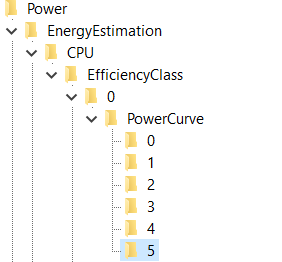 Power
EnergyEstimation
CPU
EfficiencyClass
0
PowerCurve
0
1
2
3
4
5